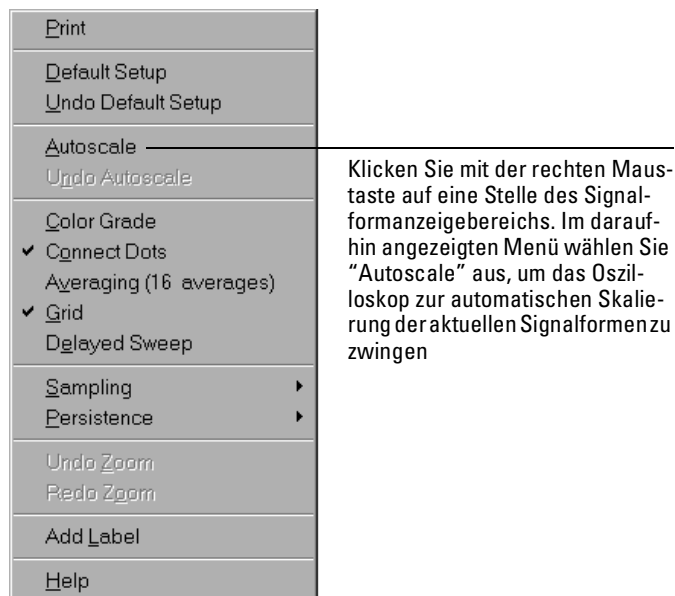 Print
Default Setup
Undo Default Setup
Autoscale
Undo Autoscale
Color Grade
✔ Connect Dots
Averaging (16 averages)
✔ Grid
Delayed Sweep
Sampling
Persistence
Undo Zoom
Redo Zoom
Add Label
Help
Klicken Sie mit der rechten Maus-
taste auf eine Stelle des Signal-
formanzeigebereichs. Im darauf-
hin angezeigten Menü wählen Sie
“Autoscale” aus, um das Oszil-
loskop zur automatischen Skalie-
rung der aktuellen Signalformen zu
zwingen